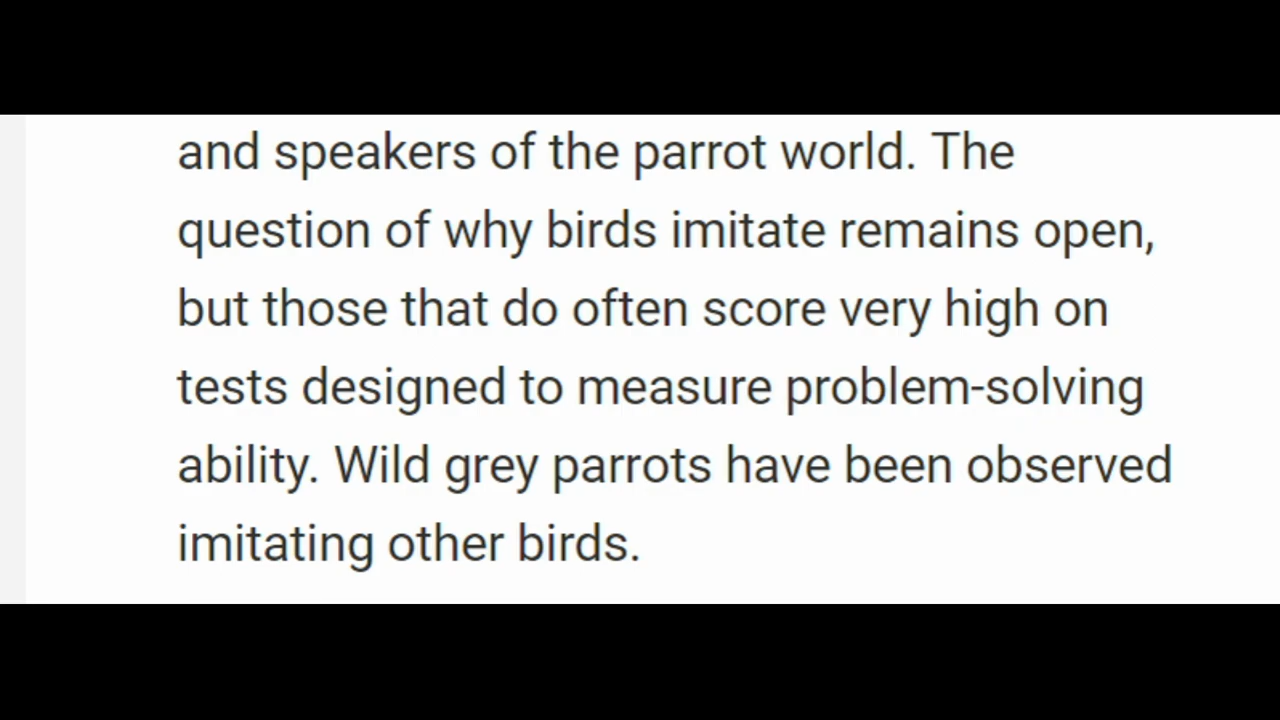 and speakers of the parrot world. The
question of why birds imitate remains open,
but those that do often score very high on
tests designed to measure problem-solving
ability. Wild grey parrots have been observed
imitating other birds.